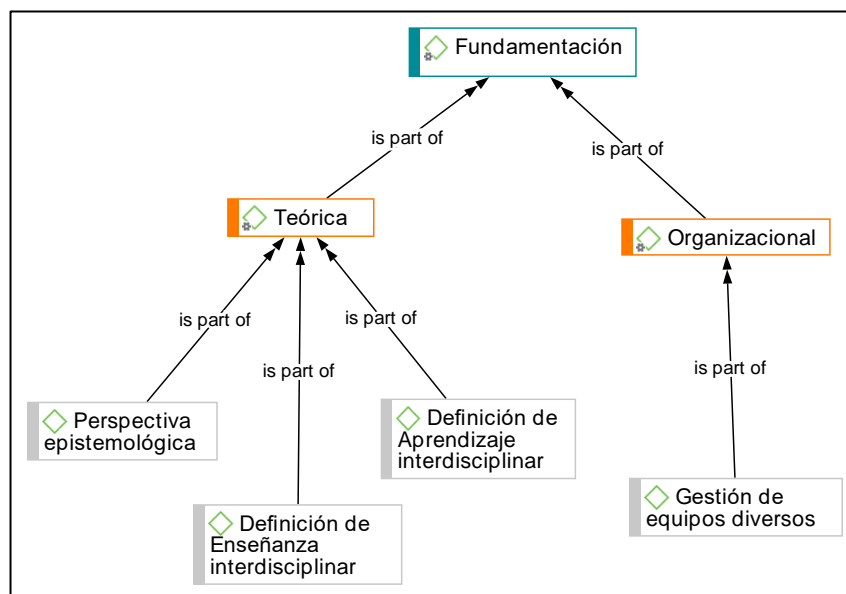 Fundamentación
is part of
is part of
Teórica
Organizacional
is part of
is part of
is part of
is part of
Perspectiva
epistemológica
Definición de
Aprendizaje
interdisciplinar
Definición de
Enseñanza
interdisciplinar
Gestión de
equipos diversos